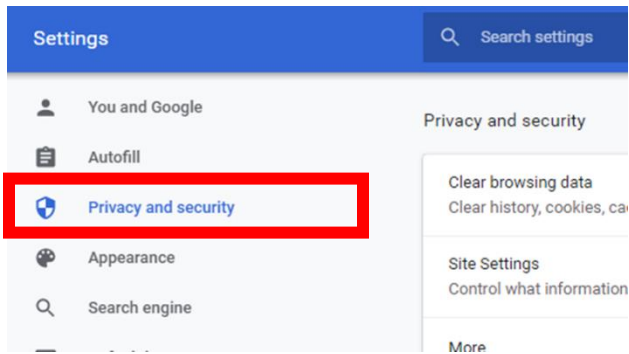 Settings
Search settings
You and Google
Autofill
Privacy and security
Appearance
Search engine
Privacy and security
Clear browsing data
Clear history, cookies,
Site Settings
Control what information
More